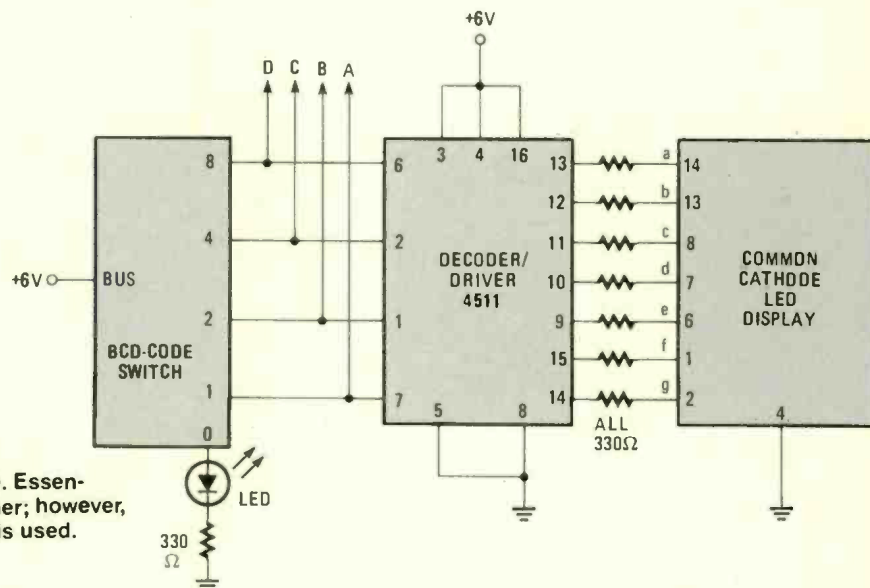 +6V
D C B A
8
4
2
1
0
+6V
BUS
BCD-CODE
SWITCH
6
2
1
7
3 4 16
DECODER/
DRIVER
4511
13
12
11
10
9
15
14
5 8
a
b
c
d
e
f
g
ALL
330Ω
14
13
8
7
6
1
2
COMMON
CATHODE
LED
DISPLAY
4
LED
330
Ω
. Essen-
ner; however,
is used.